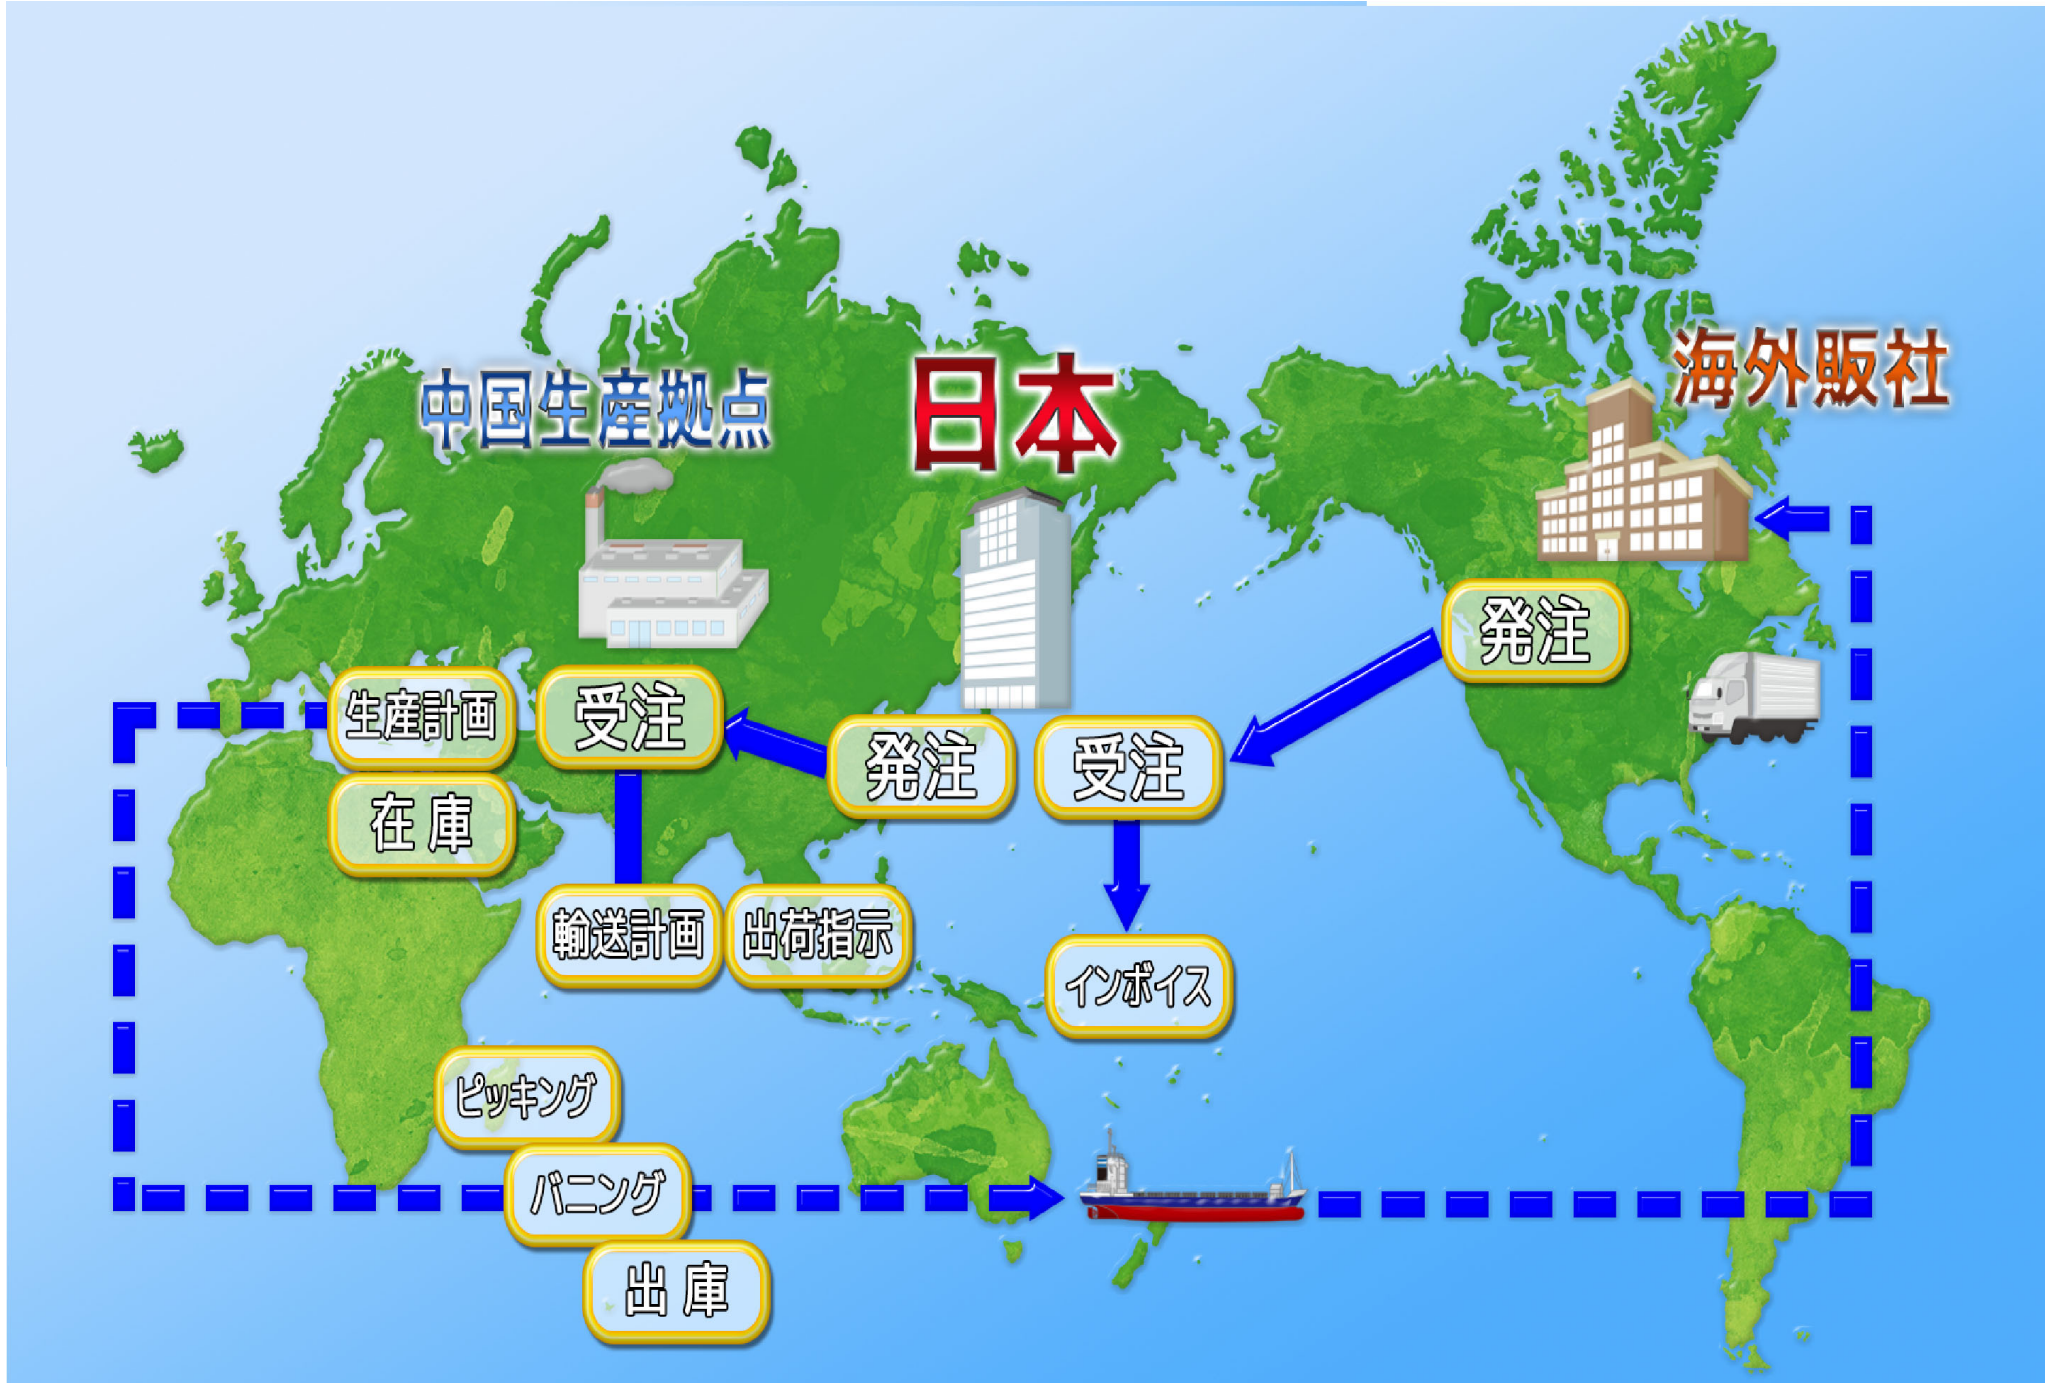 海外販社
日本
中国生産拠点
発注
生産計画
受注
発注
受注
在庫
輸送計画
出荷指示
インボイス
ピッキング
バニング
出庫